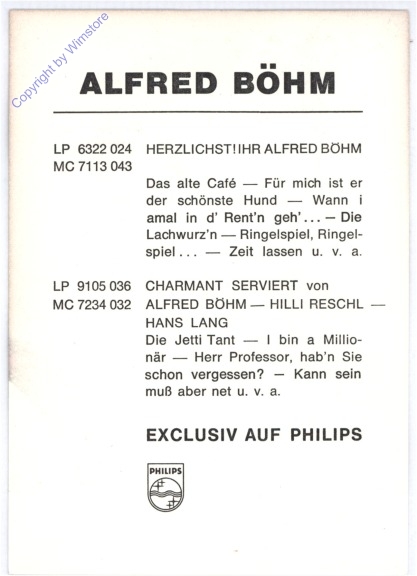 Copyright by Wimstore
ALFRED BÖHM
LP 6322 024 HERZLICHST! IHR ALFRED BÖHM
MC 7113 043
Das alte Café — Für mich ist er
der schönste Hund — Wann i
amal in d' Rent'n geh'... — Die
Lachwurz'n — Ringelspiel, Ringel-
spiel... — Zeit lassen u. v. a.
LP 9105 036 CHARMANT SERVIERT von
MC 7234 032 ALFRED BÖHM — HILLI RESCHL —
HANS LANG
Die Jetti Tant — I bin a Millio-
när — Herr Professor, hab'n Sie
schon vergessen? — Kann sein
muß aber net u. v. a.
EXCLUSIV AUF PHILIPS
PHILIPS